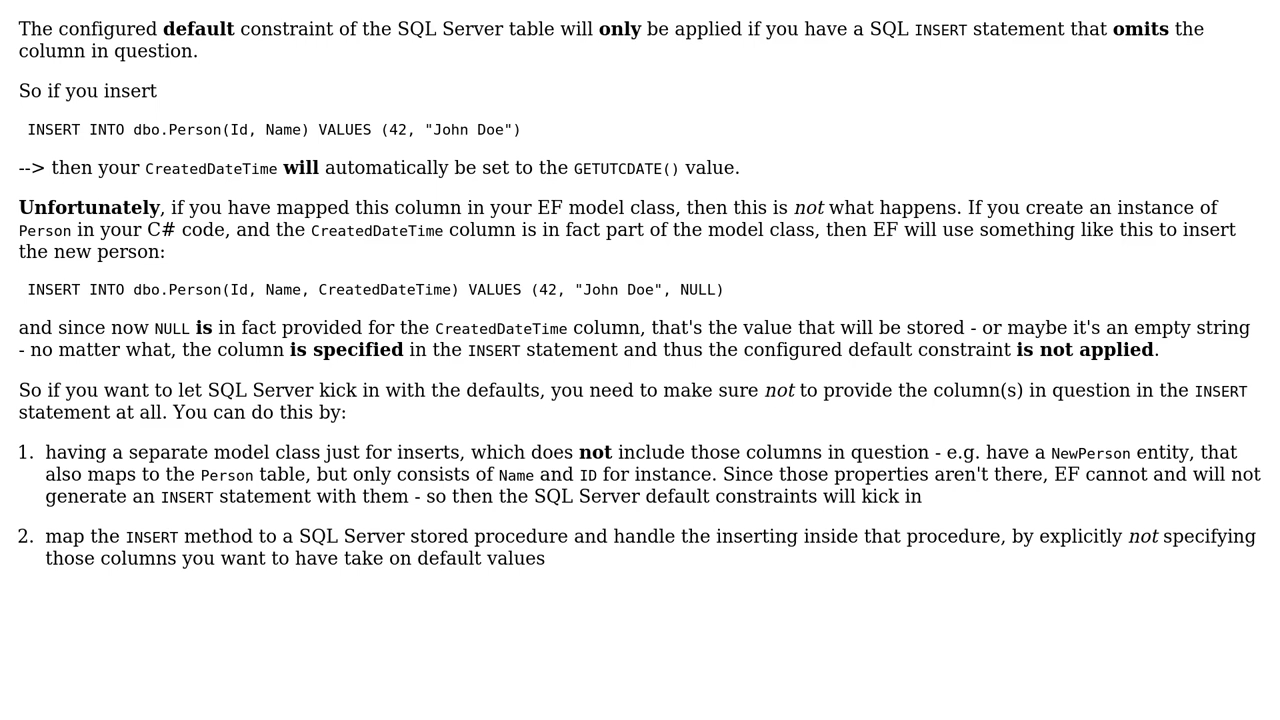 The configured default constraint of the SQL Server table will only be applied if you have a SQL INSERT statement that omits the
column in question.
So if you insert
INSERT INTO dbo.Person(Id, Name) VALUES (42, "John Doe")
--> then your CreatedDateTime will automatically be set to the GETUTCDATE() value.
Unfortunately, if you have mapped this column in your EF model class, then this is not what happens. If you create an instance of
Person in your C# code, and the CreatedDateTime column is in fact part of the model class, then EF will use something like this to insert
the new person:
INSERT INTO dbo.Person(Id, Name, CreatedDateTime) VALUES (42, "John Doe", NULL)
and since now NULL is in fact provided for the CreatedDateTime column, that's the value that will be stored - or maybe it's an empty string
- no matter what, the column is specified in the INSERT statement and thus the configured default constraint is not applied.
So if you want to let SQL Server kick in with the defaults, you need to make sure not to provide the column(s) in question in the INSERT
statement at all. You can do this by:
1. having a separate model class just for inserts, which does not include those columns in question - e.g. have a NewPerson entity, that
also maps to the Person table, but only consists of Name and ID for instance. Since those properties aren't there, EF cannot and will not
generate an INSERT statement with them - so then the SQL Server default constraints will kick in
2. map the INSERT method to a SQL Server stored procedure and handle the inserting inside that procedure, by explicitly not specifying
those columns you want to have take on default values